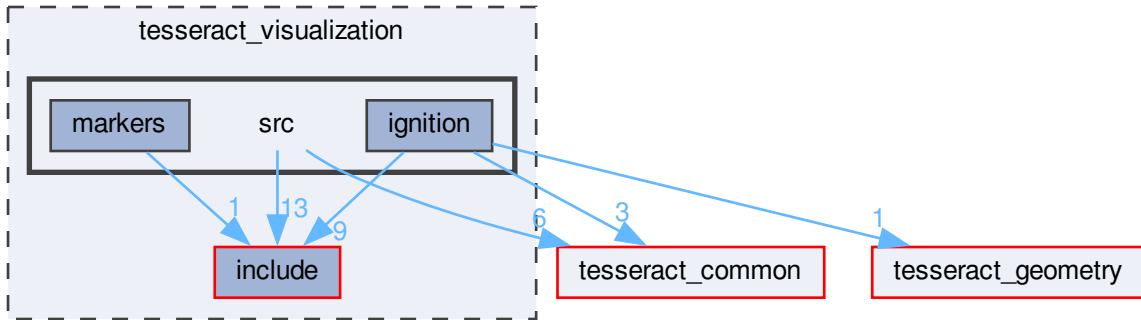 tesseract_visualization
markers
src
ignition
1
13
9
6
3
1
include
tesseract_common
tesseract_geometry